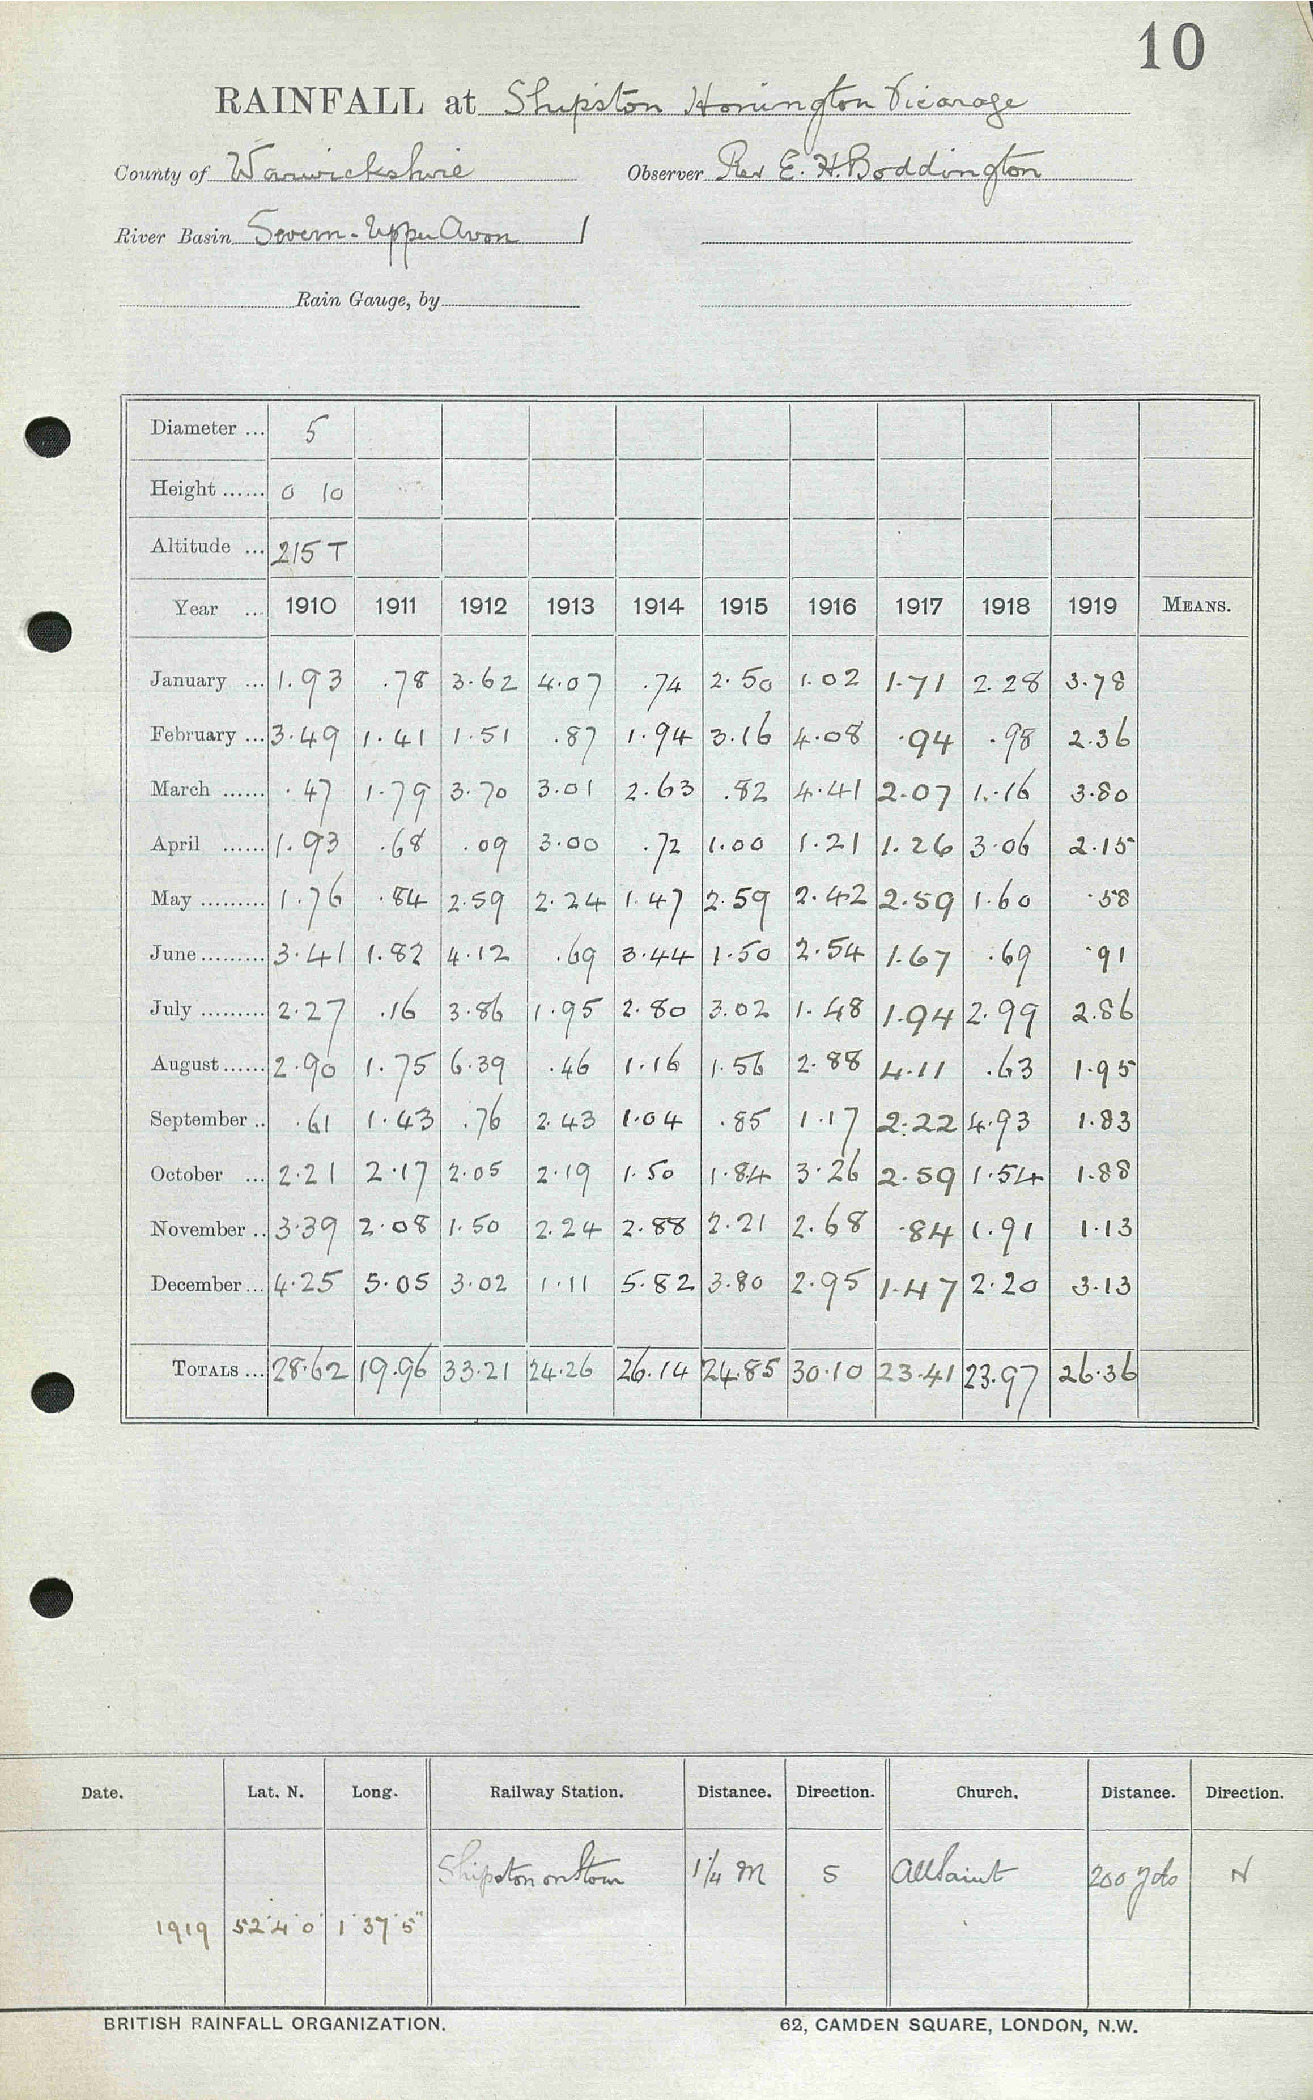 10
RAINFALL at Shipston Honington Vicarage
County of Warwickshire Observer Rev E. H. Boddington
River Basin Severn - Upper Avon 1
Rain Gauge, by
Diameter ... 5
Height ...... 0 10
Altitude ... 215 T
Year ... 1910 1911 1912 1913 1914 1915 1916 1917 1918 1919 MEANS.
January ... 1.93 .78 3.62 4.07 .74 2.50 1.02 1.71 2.28 3.78
February ... 3.49 1.41 1.51 .87 1.94 3.16 4.08 .94 .98 2.36
March ...... .47 1.79 3.70 3.01 2.63 .82 4.41 2.07 1.16 3.80
April ...... 1.93 .68 .09 3.00 .72 1.00 1.21 1.26 3.06 2.15
May ......... 1.76 .84 2.59 2.24 1.47 2.59 2.42 2.59 1.60 .58
June ......... 3.41 1.82 4.12 .69 3.44 1.50 2.54 1.67 .69 .91
July ......... 2.27 .16 3.86 1.95 2.80 3.02 1.48 1.94 2.99 2.86
August ...... 2.90 1.75 6.39 .46 1.16 1.56 2.88 4.11 .63 1.95
September .. .61 1.43 .76 2.43 1.04 .85 1.17 2.22 4.93 1.83
October ... 2.21 2.17 2.05 2.19 1.50 1.84 3.26 2.59 1.54 1.88
November .. 3.39 2.08 1.50 2.24 2.88 2.21 2.68 .84 1.91 1.13
December ... 4.25 5.05 3.02 1.11 5.82 3.80 2.95 1.47 2.20 3.13
TOTALS ... 28.62 19.96 33.21 24.26 26.14 24.85 30.10 23.41 23.97 26.36
Date. Lat. N. Long. Railway Station. Distance. Direction. Church. Distance. Direction.
Shipston on Stour 1¼ M S All Saint 200 yds N
1919 52° 4' 0" 1° 37' 5"
BRITISH RAINFALL ORGANIZATION. 62, CAMDEN SQUARE, LONDON, N.W.